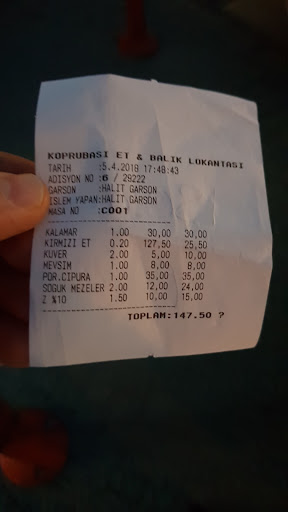 KOPRUBASI ET & BALIK LOKANTASI
TARIH :5.4.2018 17:48:43
ADISYON NO :6 / 29222
GARSON :HALIT GARSON
ISLEM YAPAN:HALIT GARSON
MASA NO :C001
KALAMAR 1.00 30,00 30,00
KIRMIZI ET 0.20 127,50 25,50
KUVER 2.00 5,00 10,00
MEVSIM 1.00 8,00 8,00
POR.CIPURA 1.00 35,00 35,00
SOGUK MEZELER 2.00 12,00 24,00
Z %10 1.50 10,00 15,00
TOPLAM:147.50 ?